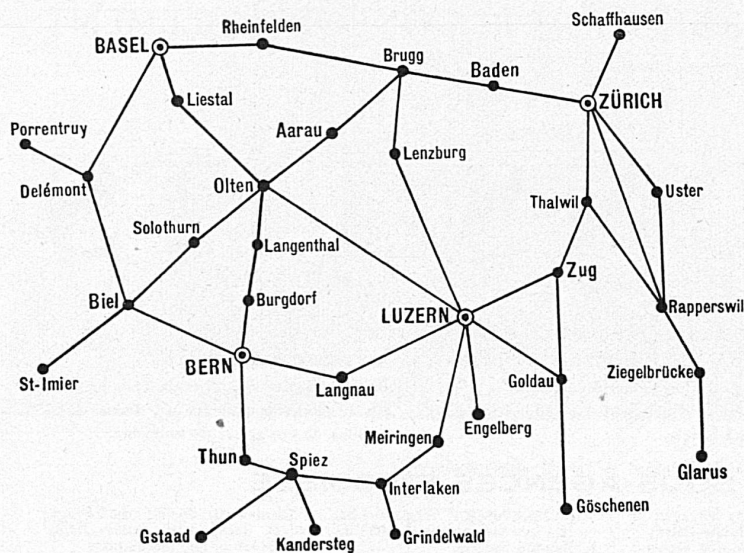 Schaffhausen
Rheinfelden
BASEL
Brugg
Baden
ZÜRICH
Liestal
Porrentruy
Aarau
Lenzburg
Delémont
Olten
Uster
Thalwil
Solothurn
Langenthal
Zug
Biel
Burgdorf
LUZERN
Rapperswil
BERN
St-Imier
Langnau
Goldau
Ziegelbrücke
Engelberg
Meiringen
Thun
Spiez
Glarus
Interlaken
Göschenen
Gstaad
Kandersteg
Grindelwald